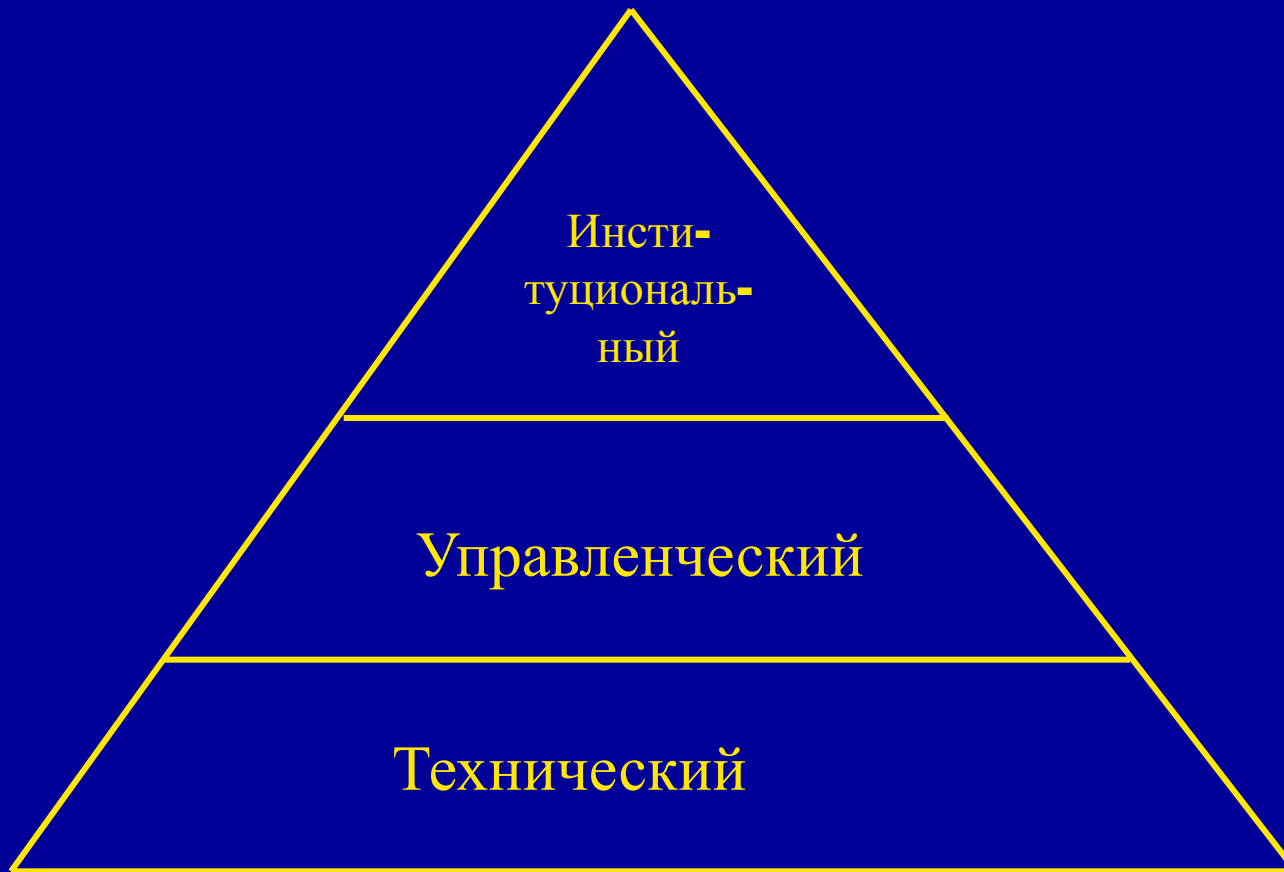 Инсти-
туциональ-
ный
Управленческий
Технический